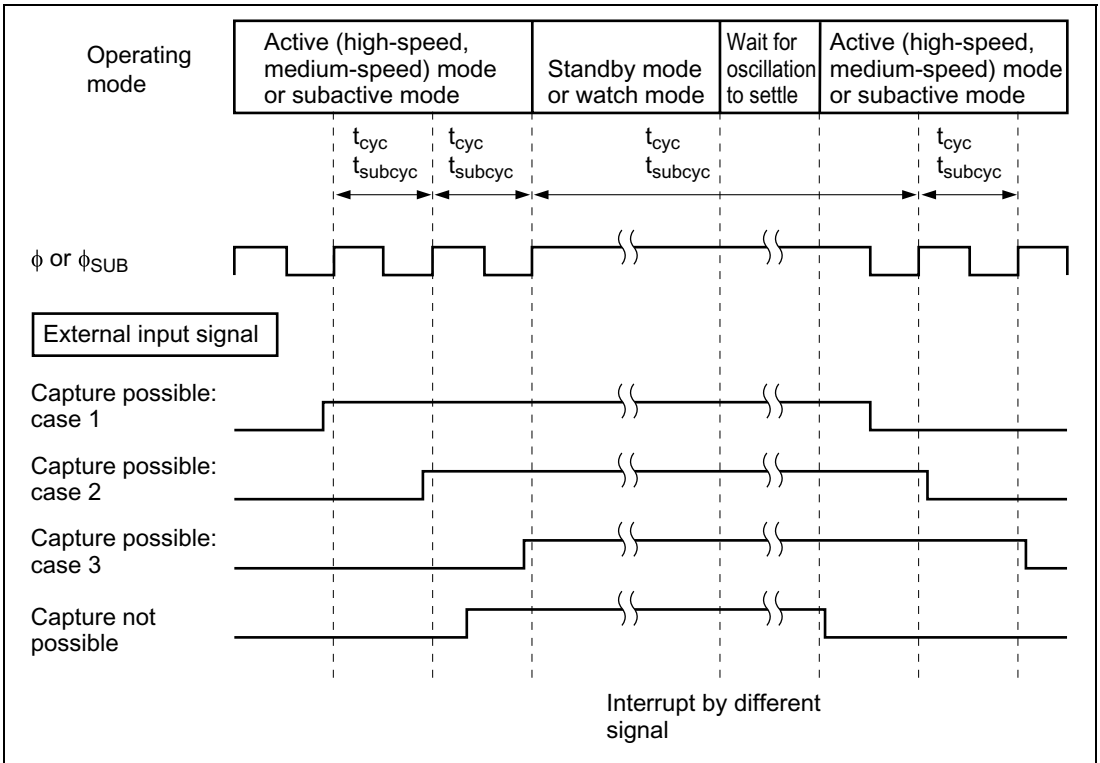 Operating
mode
Active (high-speed,
medium-speed) mode
or subactive mode
Standby mode
or watch mode
Wait for
oscillation
to settle
Active (high-speed,
medium-speed) mode
or subactive mode
tcyc
tsubcyc
tcyc
tsubcyc
tcyc
tsubcyc
tcyc
tsubcyc
ϕ or ϕSUB
External input signal
Capture possible:
case 1
Capture possible:
case 2
Capture possible:
case 3
Capture not
possible
Interrupt by different
signal